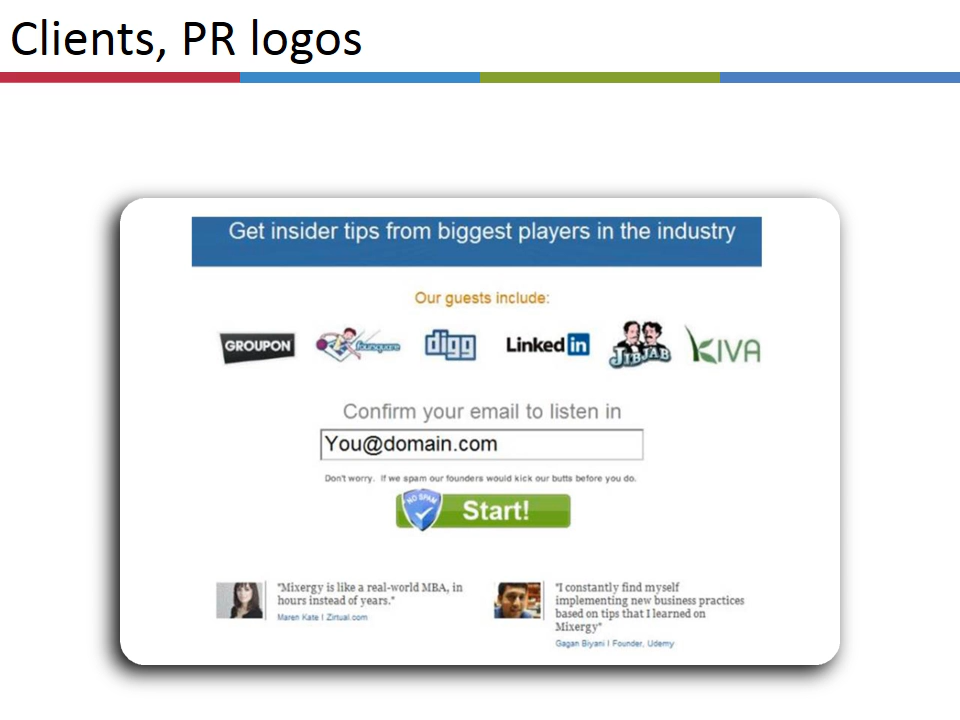 Clients, PR logos
Get insider tips from biggest players in the industry
Our guests include:
GROUPON foursquare digg Linked in JIBJAB KIVA
Confirm your email to listen in
You@domain.com
Don't worry. If we spam our founders would kick our butts before you do.
NO SPAM Start!
"Mixergy is like a real-world MBA, in
hours instead of years."
Maren Kate | Zirtual.com
"I constantly find myself
implementing new business practices
based on tips that I learned on
Mixergy"
Gagan Biyani | Founder, Udemy